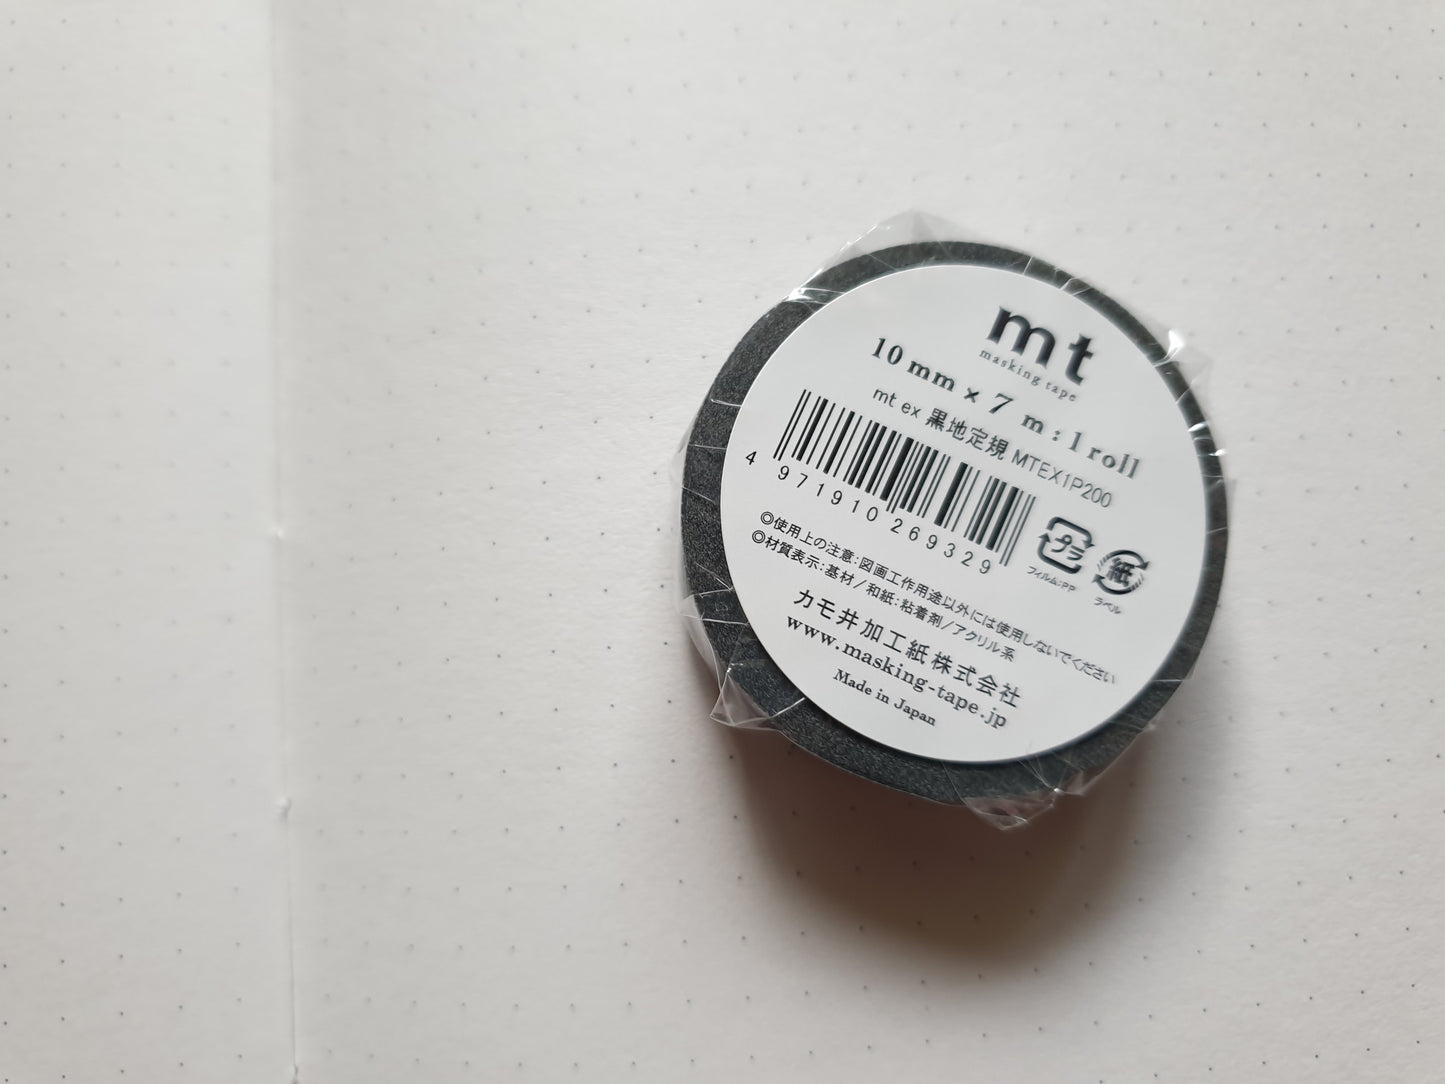 mt
masking tape
10 mm × 7 m : 1 roll
mt ex 黒地定規 MTEX1P200
4 971910 269329
プラ
フィルム:PP
紙
ラベル
◎使用上の注意:図画工作用途以外には使用しないでください
◎材質表示:基材/和紙:粘着剤/アクリル系
カモ井加工紙株式会社
www.masking-tape.jp
Made in Japan